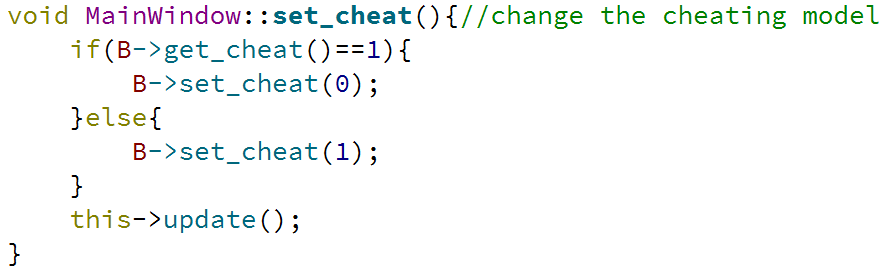 void MainWindow::set_cheat(){//change the cheating model
    if(B->get_cheat()==1){
        B->set_cheat(0);
    }else{
        B->set_cheat(1);
    }
    this->update();
}